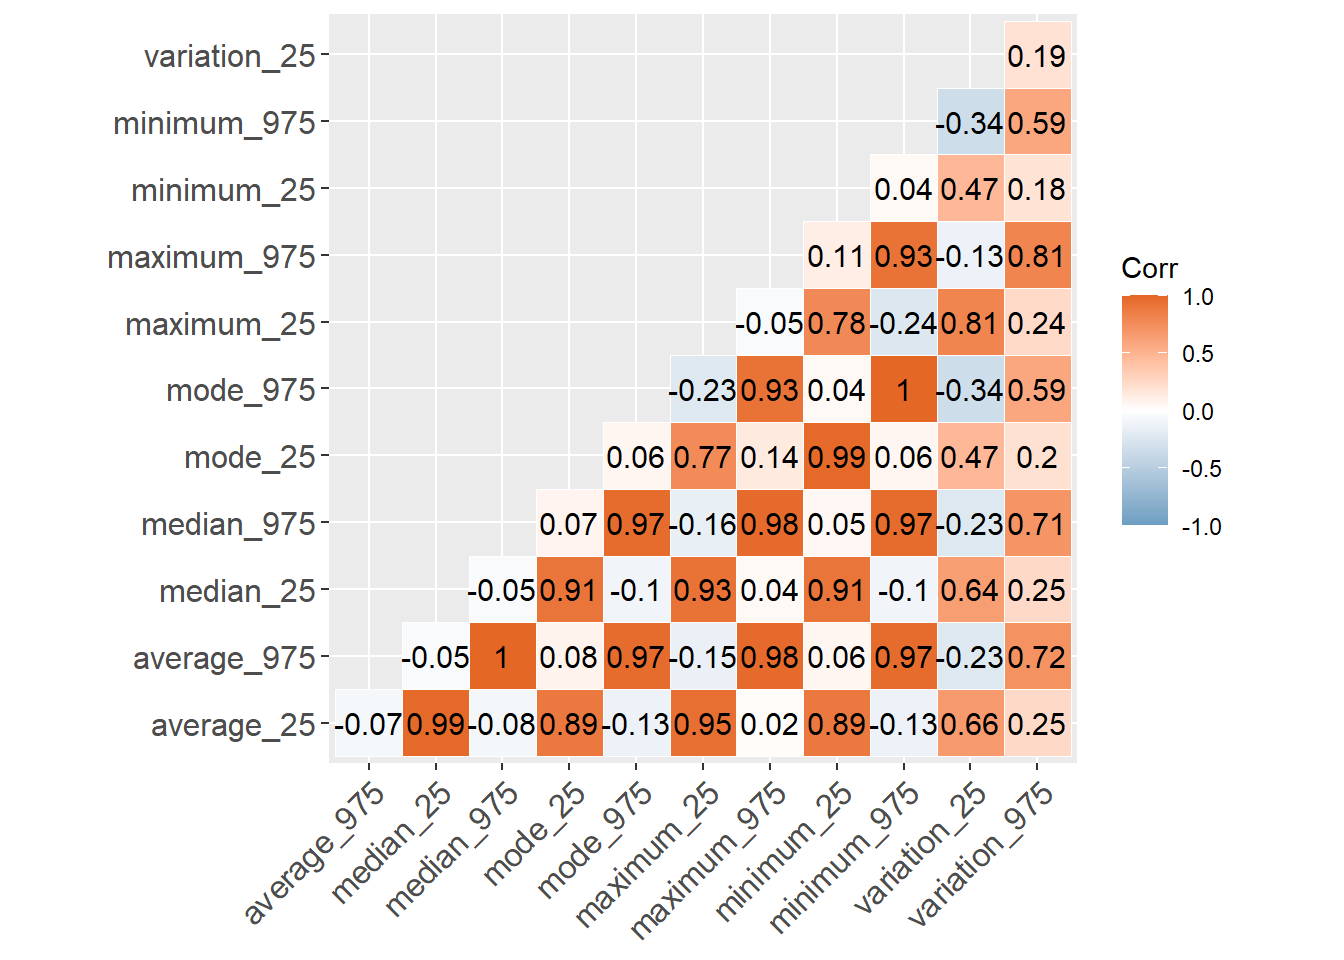 variation_25 0.19
minimum_975 -0.34 0.59
minimum_25 0.04 0.47 0.18
maximum_975 0.11 0.93 -0.13 0.81
maximum_25 -0.05 0.78 -0.24 0.81 0.24
mode_975 -0.23 0.93 0.04 1 -0.34 0.59
mode_25 0.06 0.77 0.14 0.99 0.06 0.47 0.2
median_975 0.07 0.97 -0.16 0.98 0.05 0.97 -0.23 0.71
median_25 -0.05 0.91 -0.1 0.93 0.04 0.91 -0.1 0.64 0.25
average_975 -0.05 1 0.08 0.97 -0.15 0.98 0.06 0.97 -0.23 0.72
average_25 -0.07 0.99 -0.08 0.89 -0.13 0.95 0.02 0.89 -0.13 0.66 0.25
average_975
median_25
median_975
mode_25
mode_975
maximum_25
maximum_975
minimum_25
minimum_975
variation_25
variation_975
Corr
1.0
0.5
0.0
-0.5
-1.0